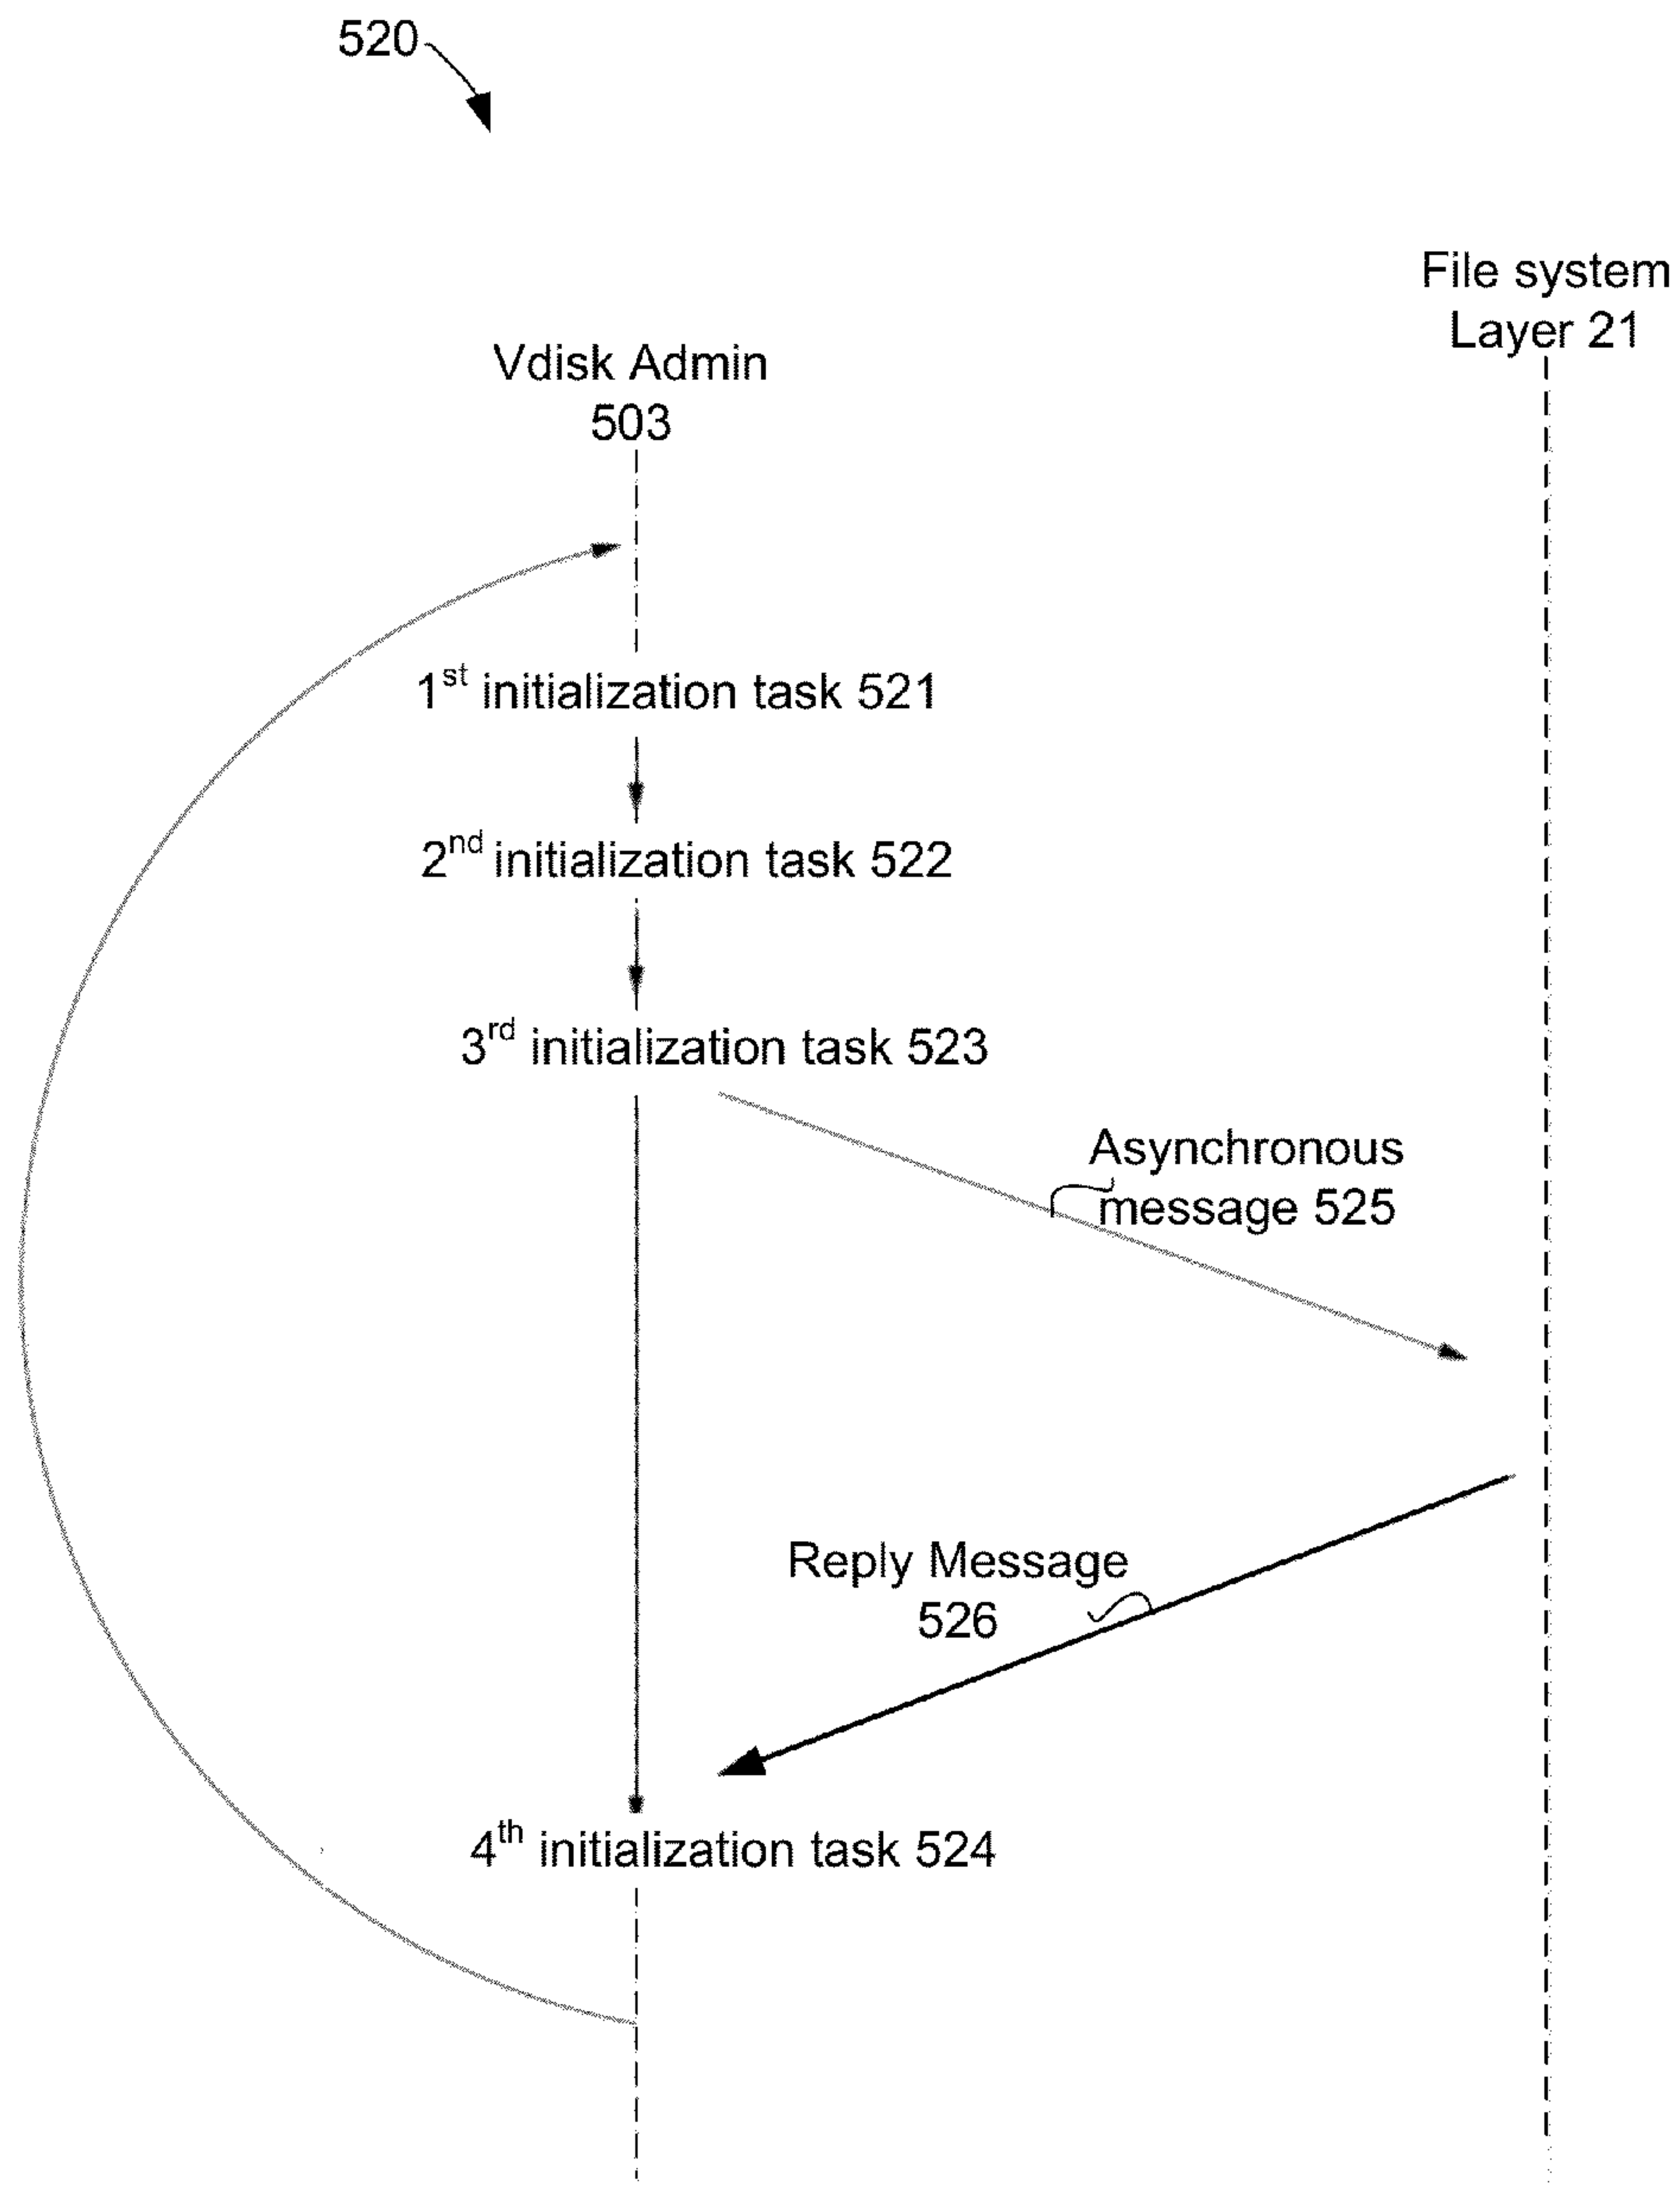 520
File system
Layer 21
Vdisk Admin
503
1st initialization task 521
2nd initialization task 522
3rd initialization task 523
Asynchronous
message 525
Reply Message
526
4th initialization task 524